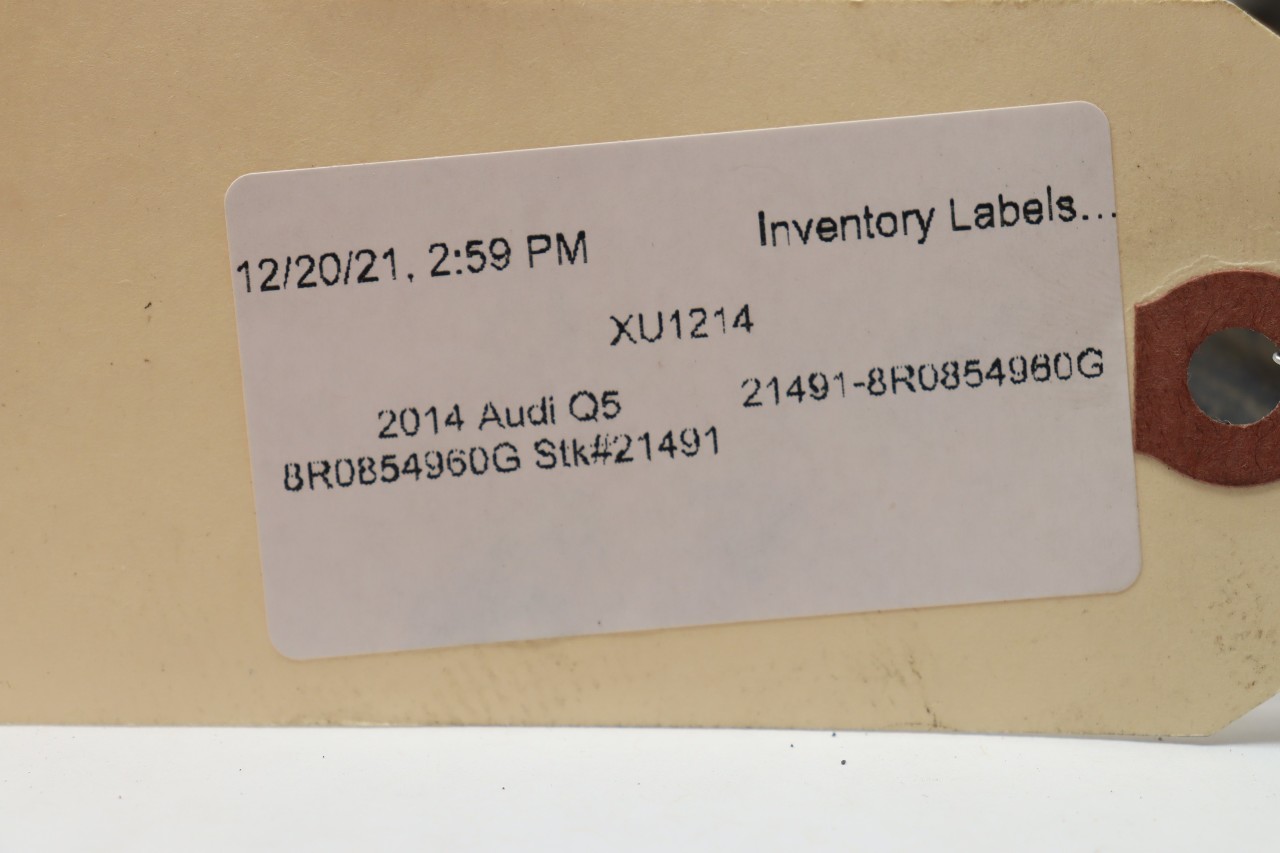 12/20/21, 2:59 PM Inventory Labels...
XU1214
2014 Audi Q5 21491-8R0854960G
8R0854960G Stk#21491